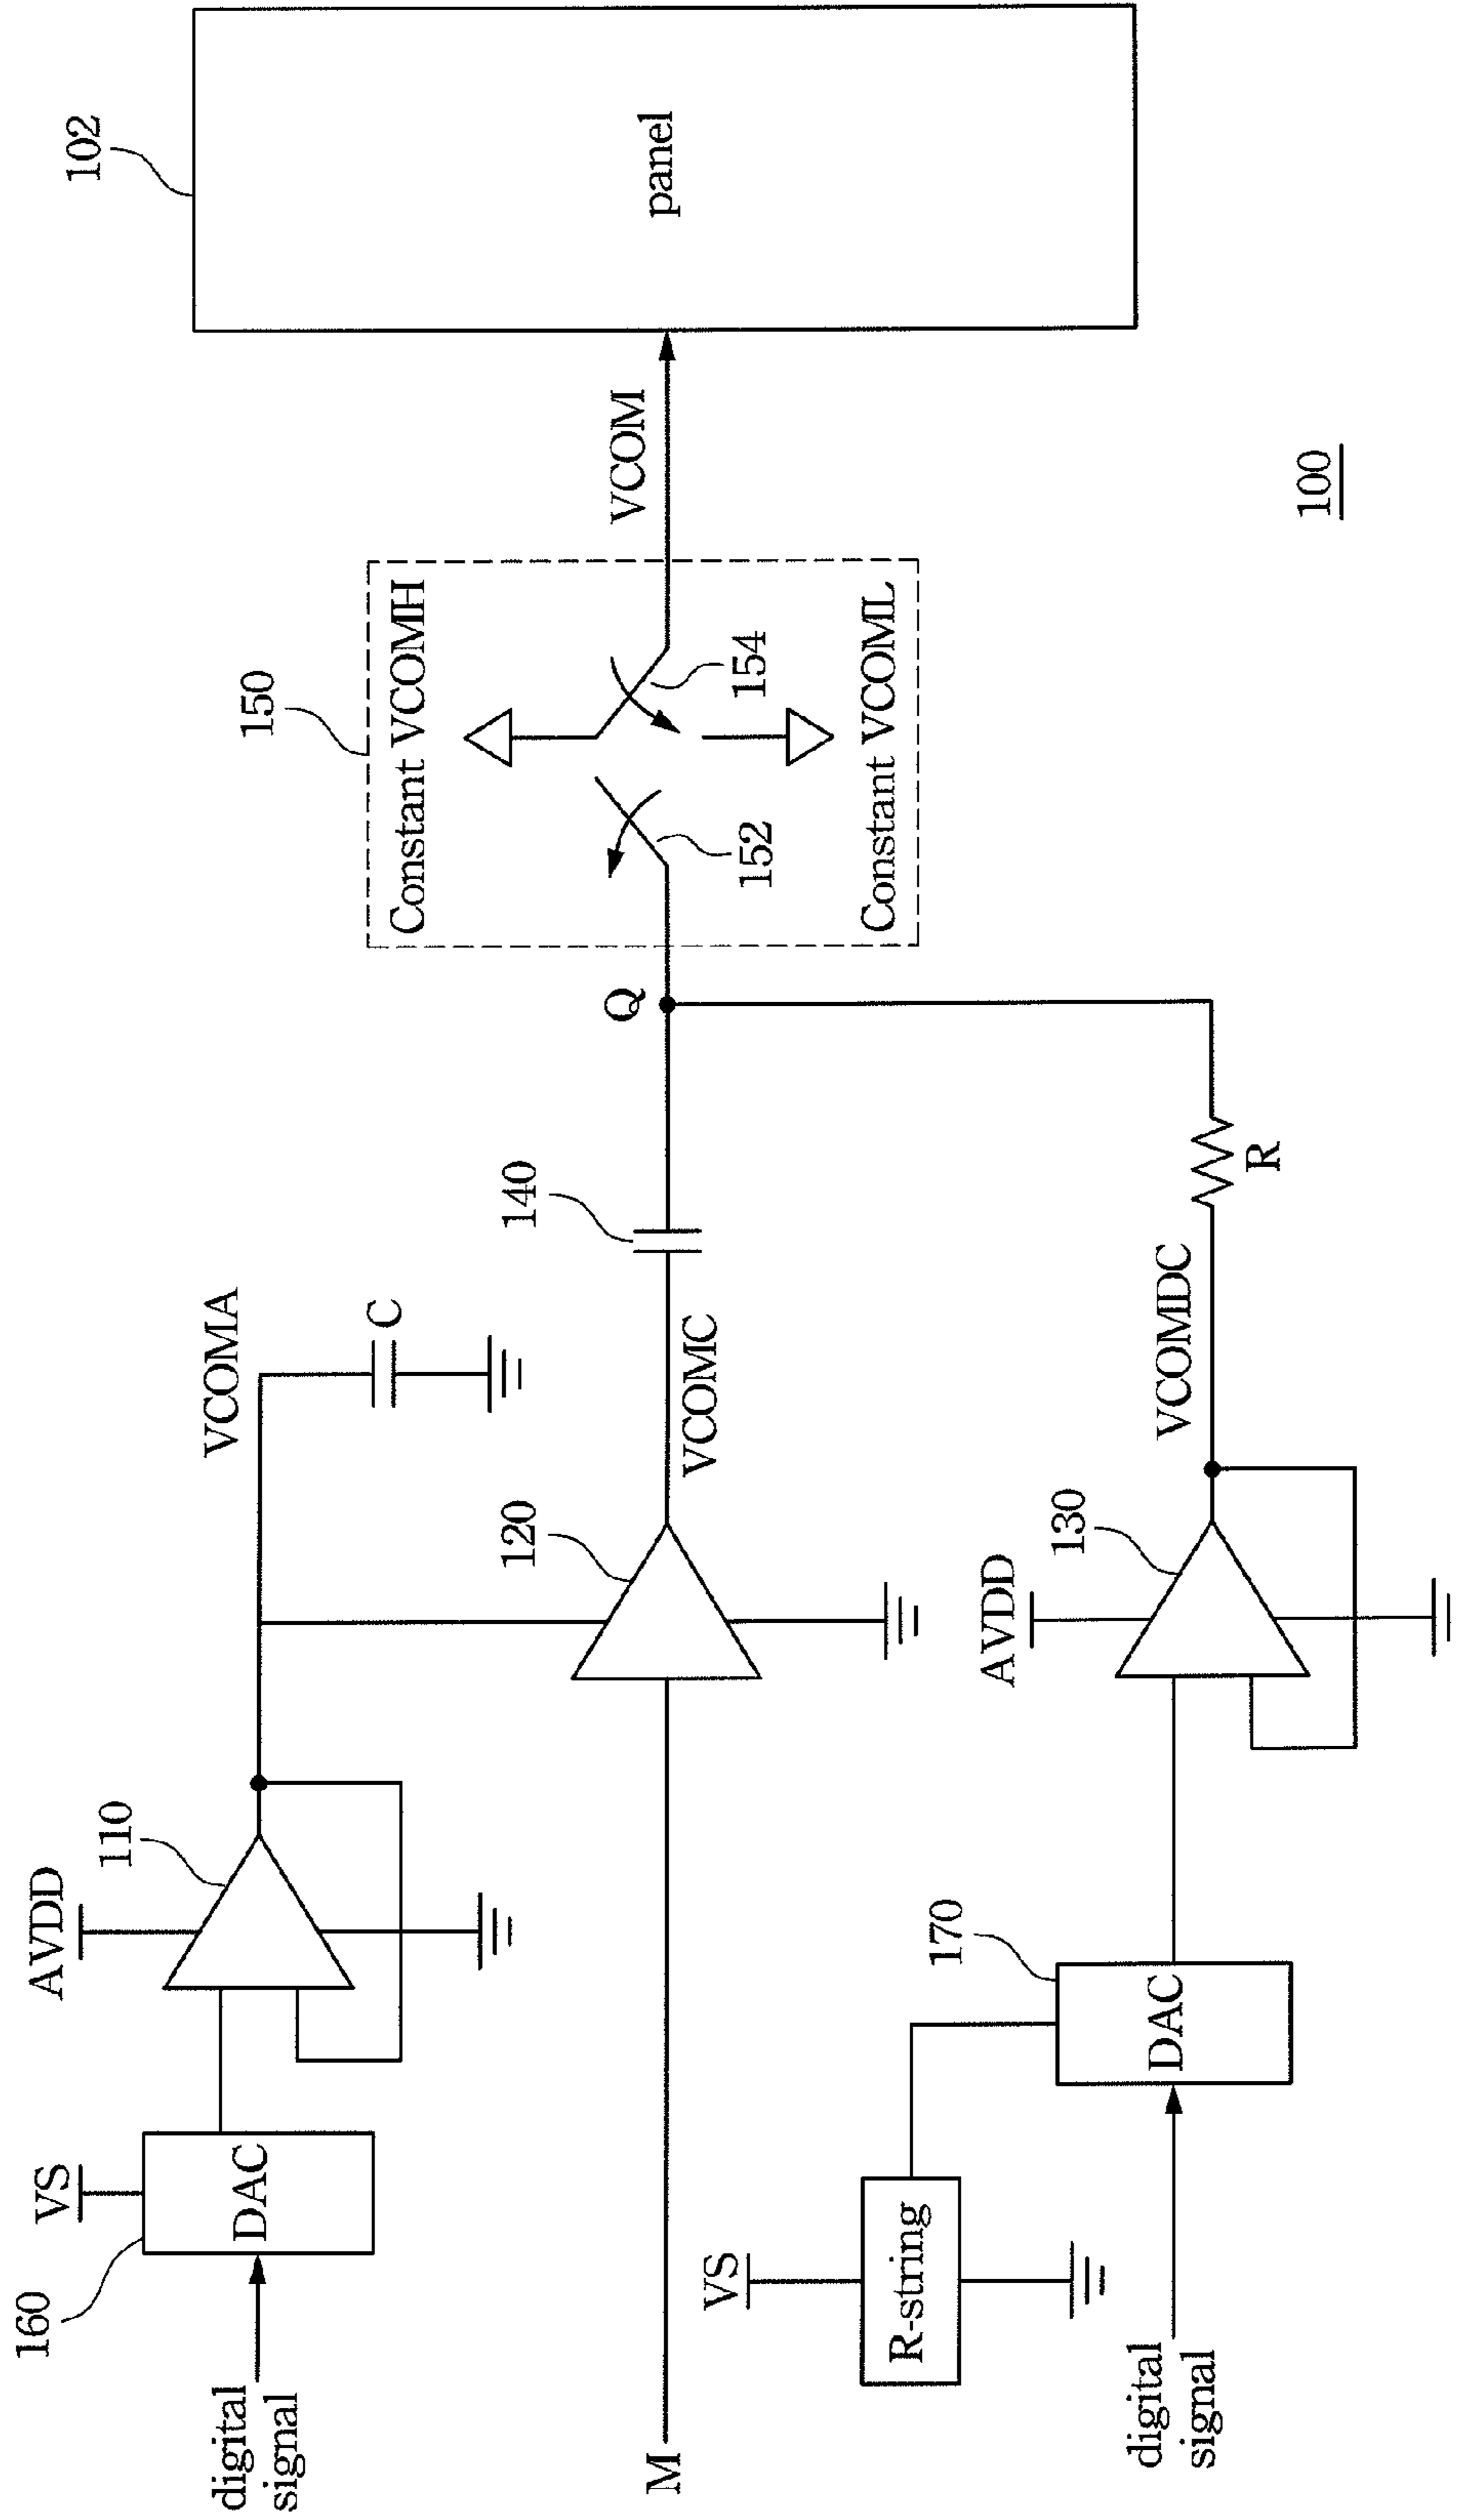 160
VS
DAC
digital
signal
AVDD
110
VCOMA
C
M
120
VCOMC
140
Q
150
Constant VCOMH
152
154
Constant VCOML
VCOM
102
panel
VS
R-string
digital
signal
170
DAC
AVDD
130
VCOMDC
R
100